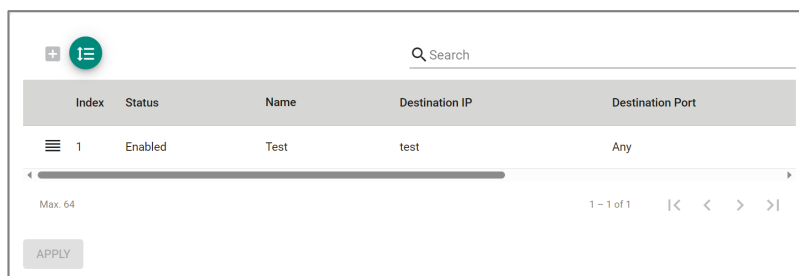 Search
Index Status Name Destination IP Destination Port
1 Enabled Test test Any
Max. 64 1 – 1 of 1
APPLY